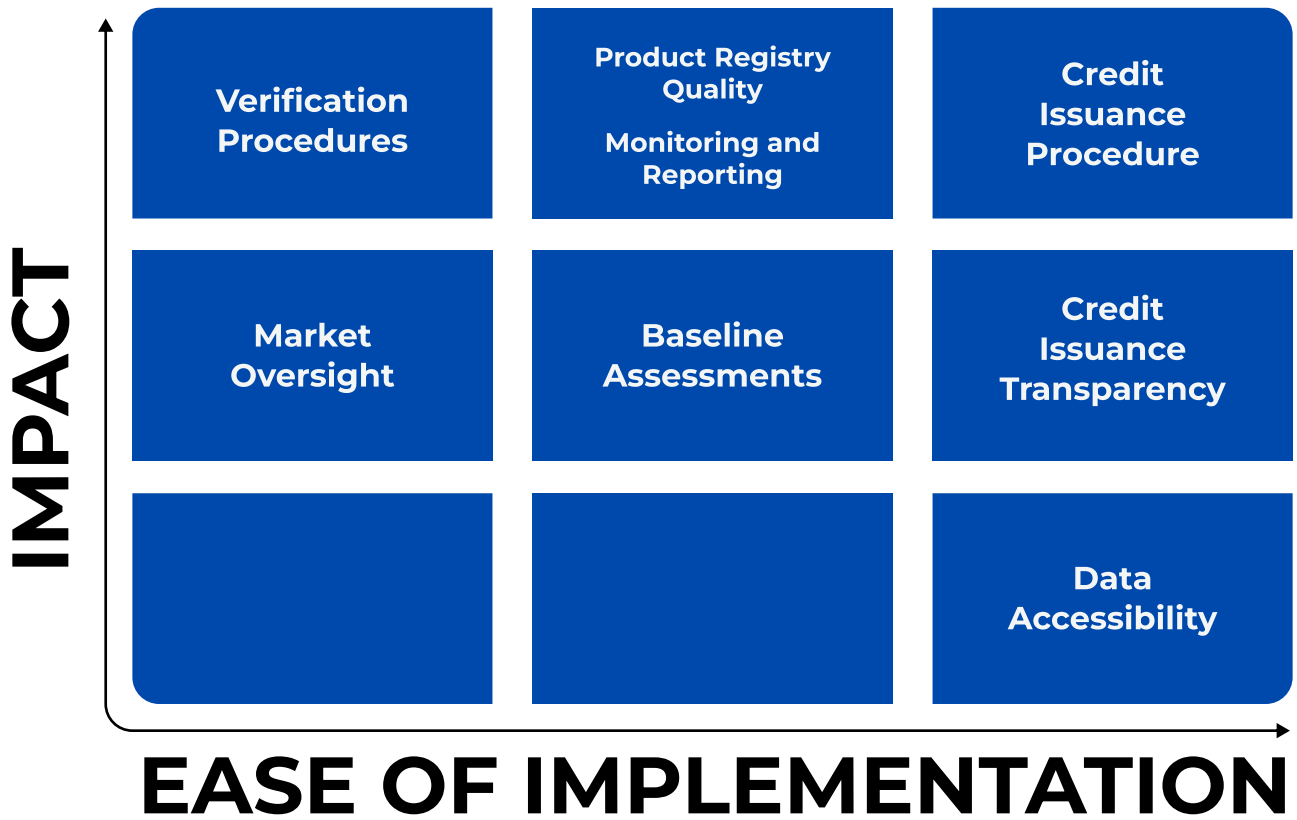 Verification
Procedures
Product Registry
Quality
Monitoring and
Reporting
Credit
Issuance
Procedure
Market
Oversight
Baseline
Assessments
Credit
Issuance
Transparency
Data
Accessibility
IMPACT
EASE OF IMPLEMENTATION